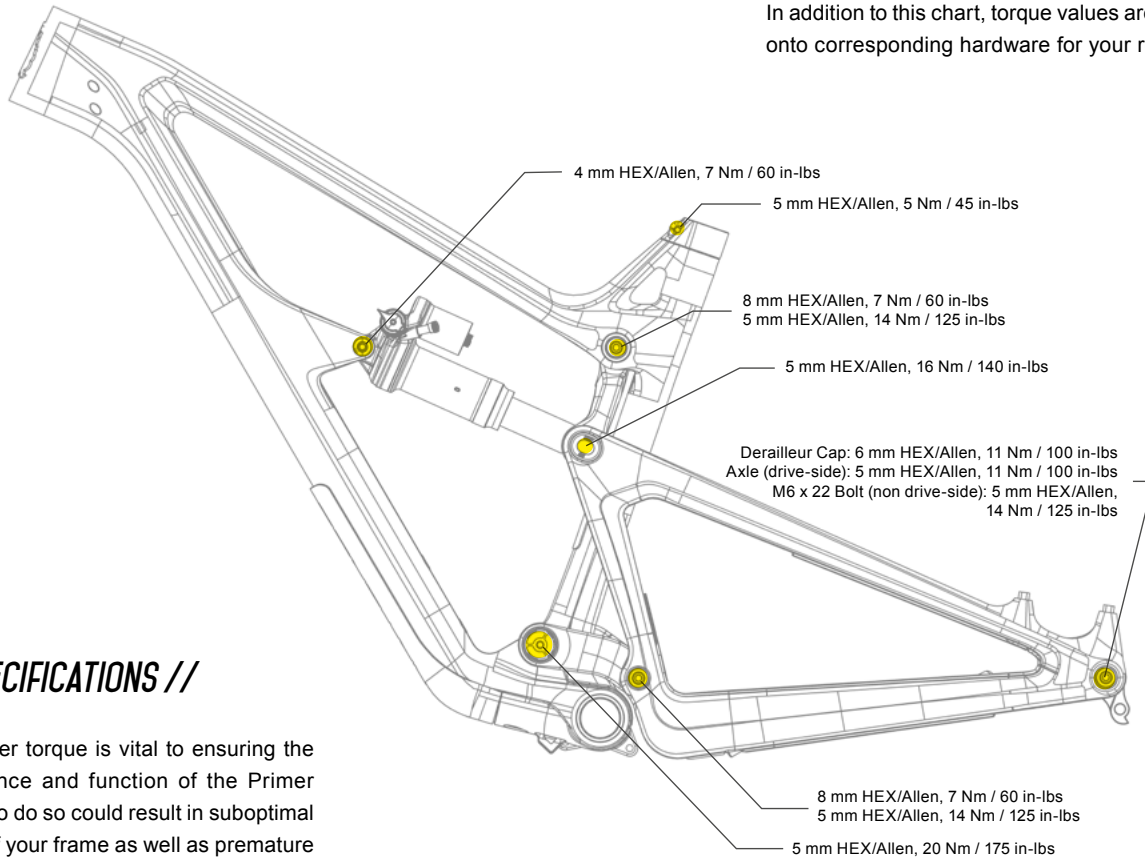 In addition to this chart, torque values are
onto corresponding hardware for your r
4 mm HEX/Allen, 7 Nm / 60 in-lbs
5 mm HEX/Allen, 5 Nm / 45 in-lbs
8 mm HEX/Allen, 7 Nm / 60 in-lbs
5 mm HEX/Allen, 14 Nm / 125 in-lbs
5 mm HEX/Allen, 16 Nm / 140 in-lbs
Derailleur Cap: 6 mm HEX/Allen, 11 Nm / 100 in-lbs
Axle (drive-side): 5 mm HEX/Allen, 11 Nm / 100 in-lbs
M6 x 22 Bolt (non drive-side): 5 mm HEX/Allen,
14 Nm / 125 in-lbs
CIFICATIONS //
er torque is vital to ensuring the
nce and function of the Primer
o do so could result in suboptimal
f your frame as well as premature
8 mm HEX/Allen, 7 Nm / 60 in-lbs
5 mm HEX/Allen, 14 Nm / 125 in-lbs
5 mm HEX/Allen, 20 Nm / 175 in-lbs